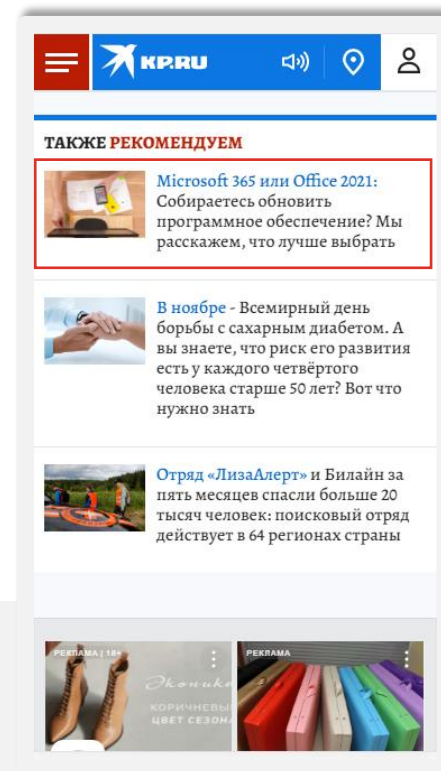 KP.RU
ТАКЖЕ РЕКОМЕНДУЕМ
Microsoft 365 или Office 2021:
Собираетесь обновить
программное обеспечение? Мы
расскажем, что лучше выбрать
В ноябре - Всемирный день
борьбы с сахарным диабетом. А
вы знаете, что риск его развития
есть у каждого четвёртого
человека старше 50 лет? Вот что
нужно знать
Отряд «ЛизаАлерт» и Билайн за
пять месяцев спасли больше 20
тысяч человек: поисковый отряд
действует в 64 регионах страны
РЕКЛАМА | 18+
Эконика
КОРИЧНЕВЫЙ
ЦВЕТ СЕЗОНА
РЕКЛАМА